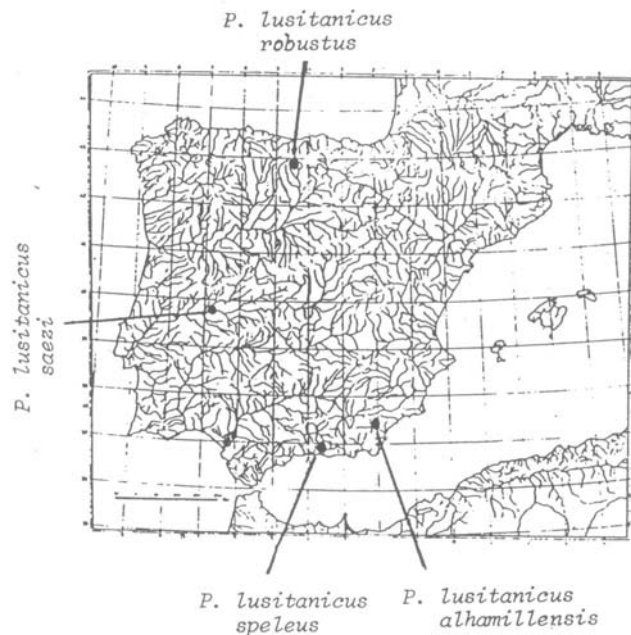 P. lusitanicus
robustus
P. lusitanicus
saezi
P. lusitanicus
speleus
P. lusitanicus
alhamillensis